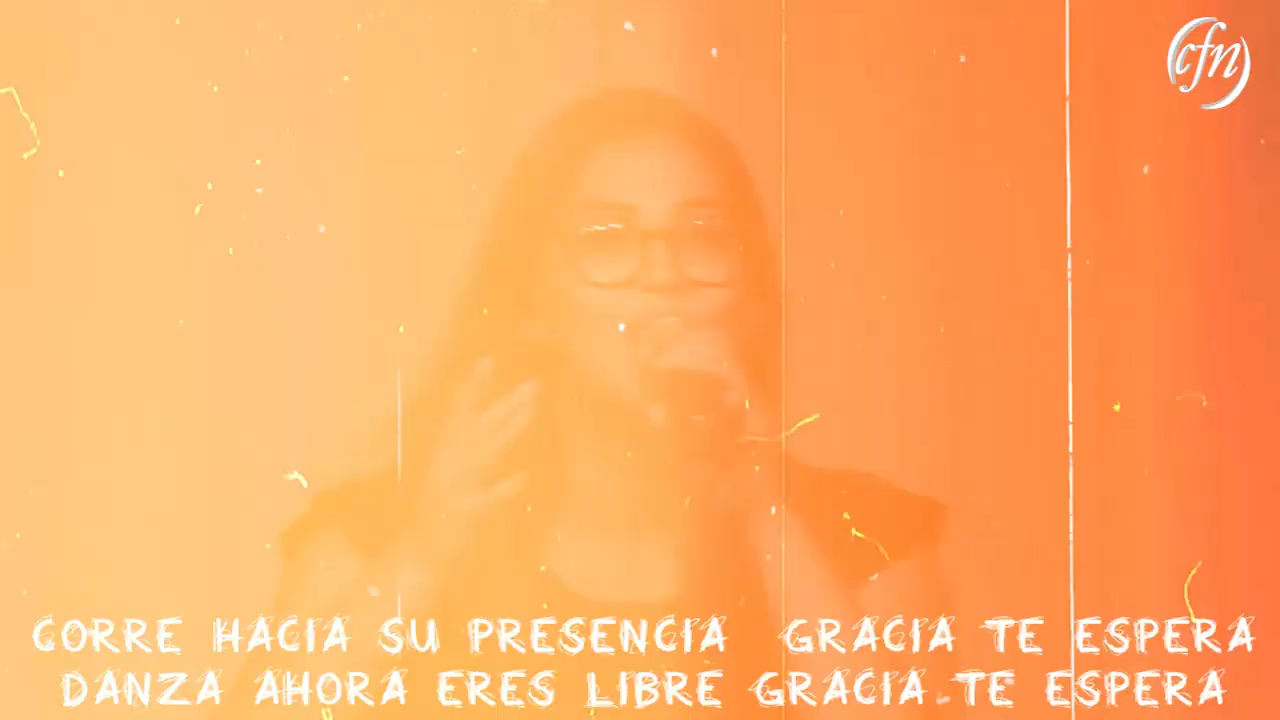 cfn
CORRE HACIA SU PRESENCIA GRACIA TE ESPERA
DANZA AHORA ERES LIBRE GRACIA TE ESPERA